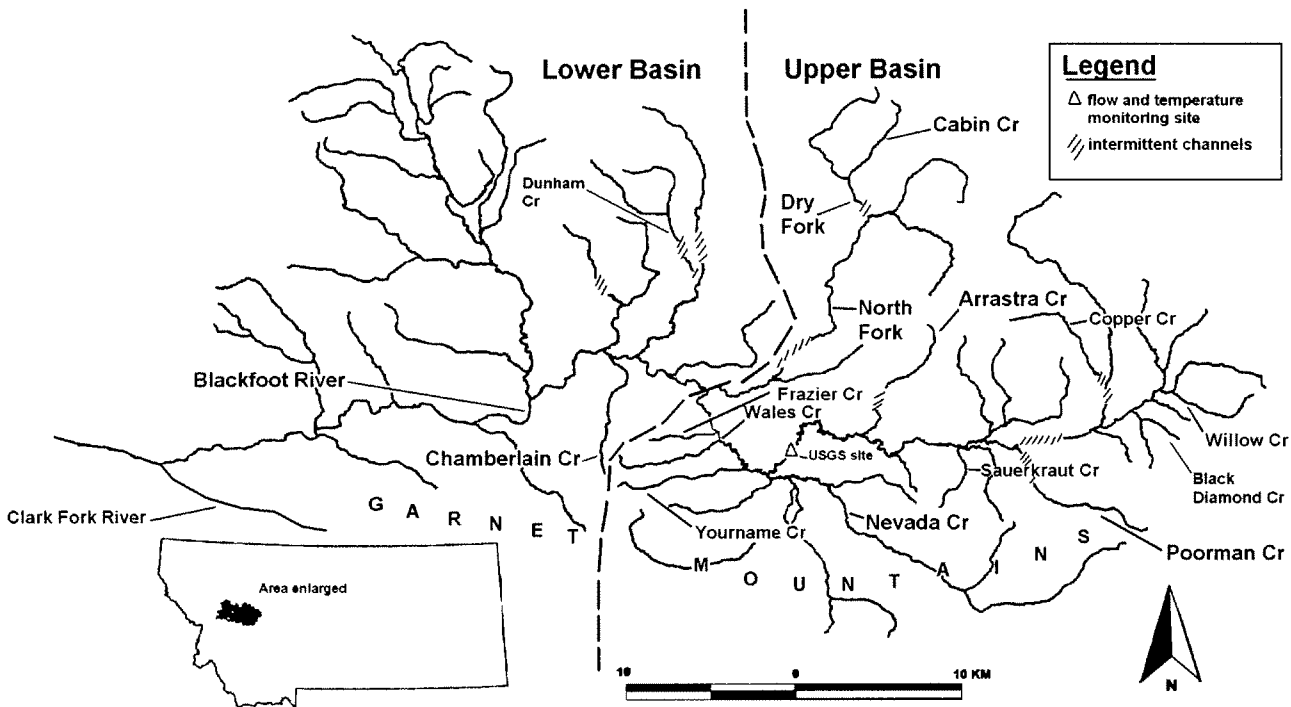 Lower Basin
Upper Basin
Legend
flow and temperature
monitoring site
intermittent channels
Cabin Cr
Dunham
Cr
Dry
Fork
North
Fork
Arrastra Cr
Copper Cr
Blackfoot River
Frazier Cr
Wales Cr
USGS site
Chamberlain Cr
Sauerkraut Cr
Willow Cr
Black
Diamond Cr
Clark Fork River
Yourname Cr
Nevada Cr
Poorman Cr
GARNET
MOUNTAINS
Area enlarged
10 0 10 KM
N